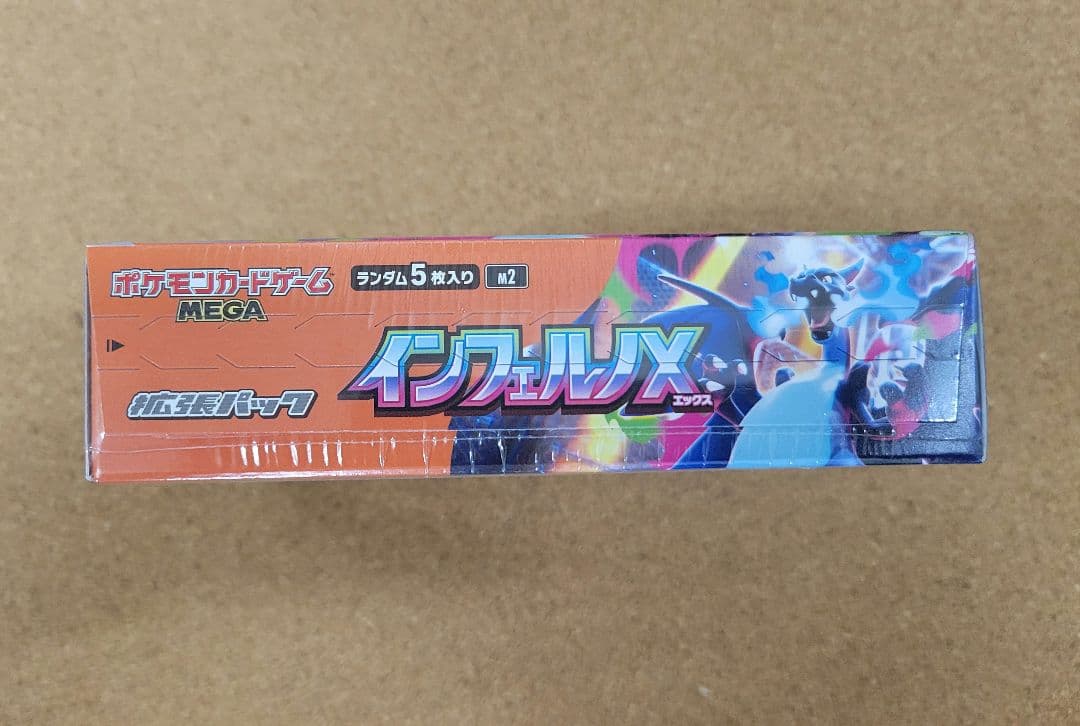 ポケモンカードゲーム
MEGA
ランダム5枚入り
M2
インフェルノX
エックス
拡張パック